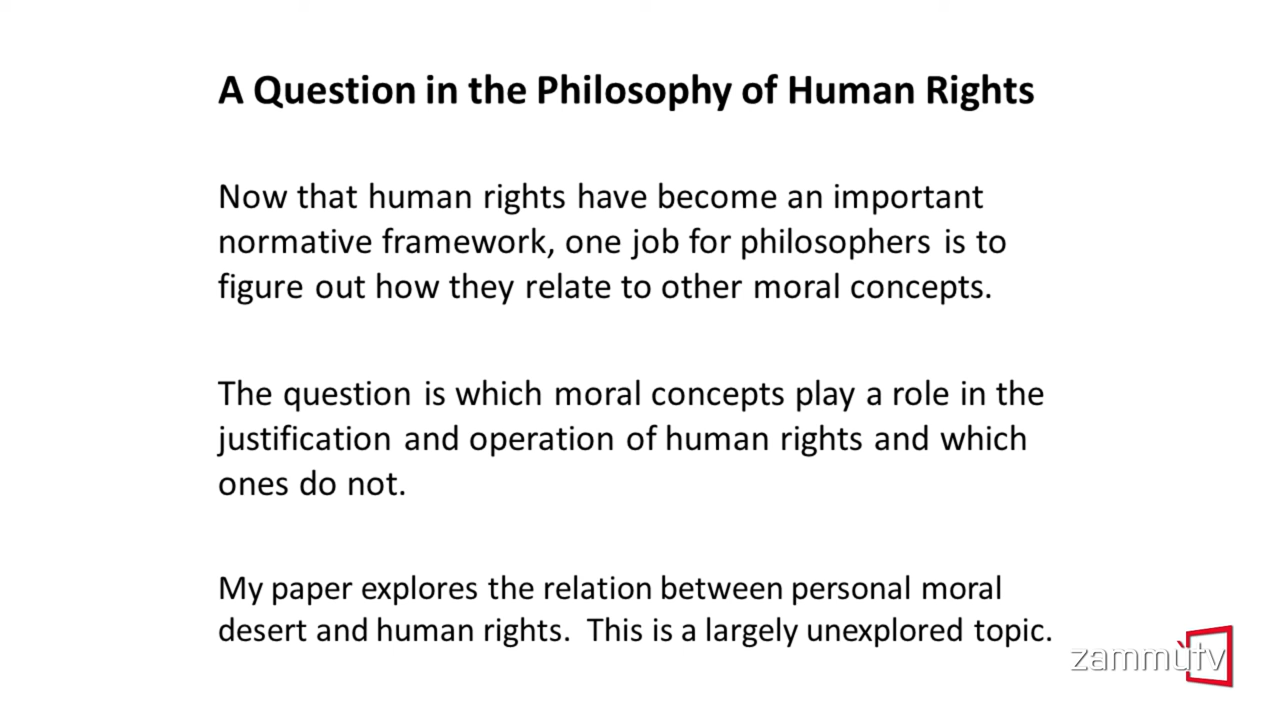 A Question in the Philosophy of Human Rights
Now that human rights have become an important
normative framework, one job for philosophers is to
figure out how they relate to other moral concepts.
The question is which moral concepts play a role in the
justification and operation of human rights and which
ones do not.
My paper explores the relation between personal moral
desert and human rights.  This is a largely unexplored topic.
zammùtv